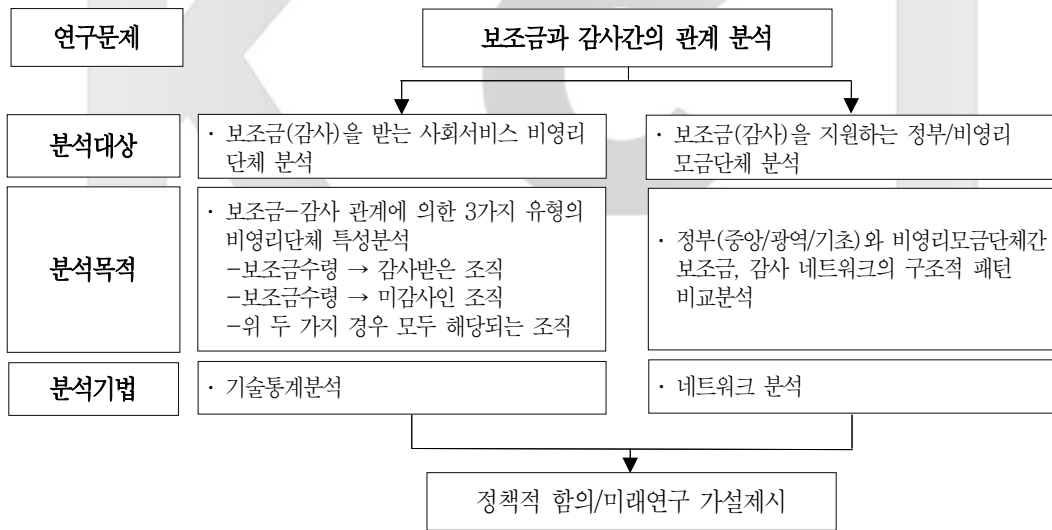 연구문제
보조금과 감사간의 관계 분석
분석대상
· 보조금(감사)을 받는 사회서비스 비영리
단체 분석
· 보조금(감사)을 지원하는 정부/비영리
모금단체 분석
분석목적
· 보조금-감사 관계에 의한 3가지 유형의
비영리단체 특성분석
-보조금수령 → 감사받은 조직
-보조금수령 → 미감사인 조직
-위 두 가지 경우 모두 해당되는 조직
· 정부(중앙/광역/기초)와 비영리모금단체간
보조금, 감사 네트워크의 구조적 패턴
비교분석
분석기법
· 기술통계분석
· 네트워크 분석
정책적 함의/미래연구 가설제시